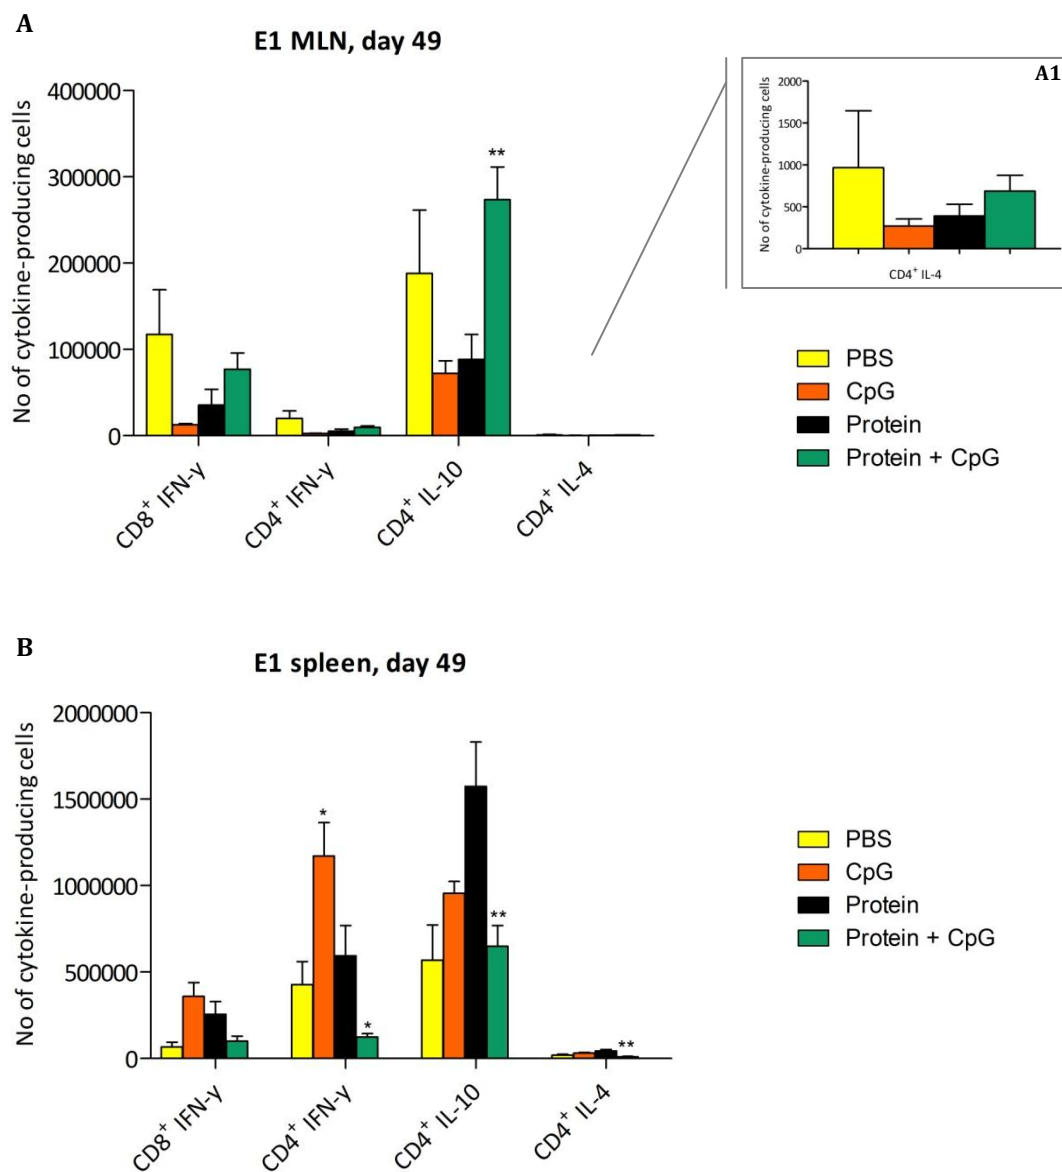 A
E1 MLN, day 49
No of cytokine-producing cells
400000
300000
200000
100000
0
**
CD8⁺ IFN-γ
CD4⁺ IFN-γ
CD4⁺ IL-10
CD4⁺ IL-4
A1
No of cytokine-producing cells
2000
1500
1000
500
0
CD4⁺ IL-4
PBS
CpG
Protein
Protein + CpG
B
E1 spleen, day 49
No of cytokine-producing cells
2000000
1500000
1000000
500000
0
*
*
**
**
CD8⁺ IFN-γ
CD4⁺ IFN-γ
CD4⁺ IL-10
CD4⁺ IL-4
PBS
CpG
Protein
Protein + CpG